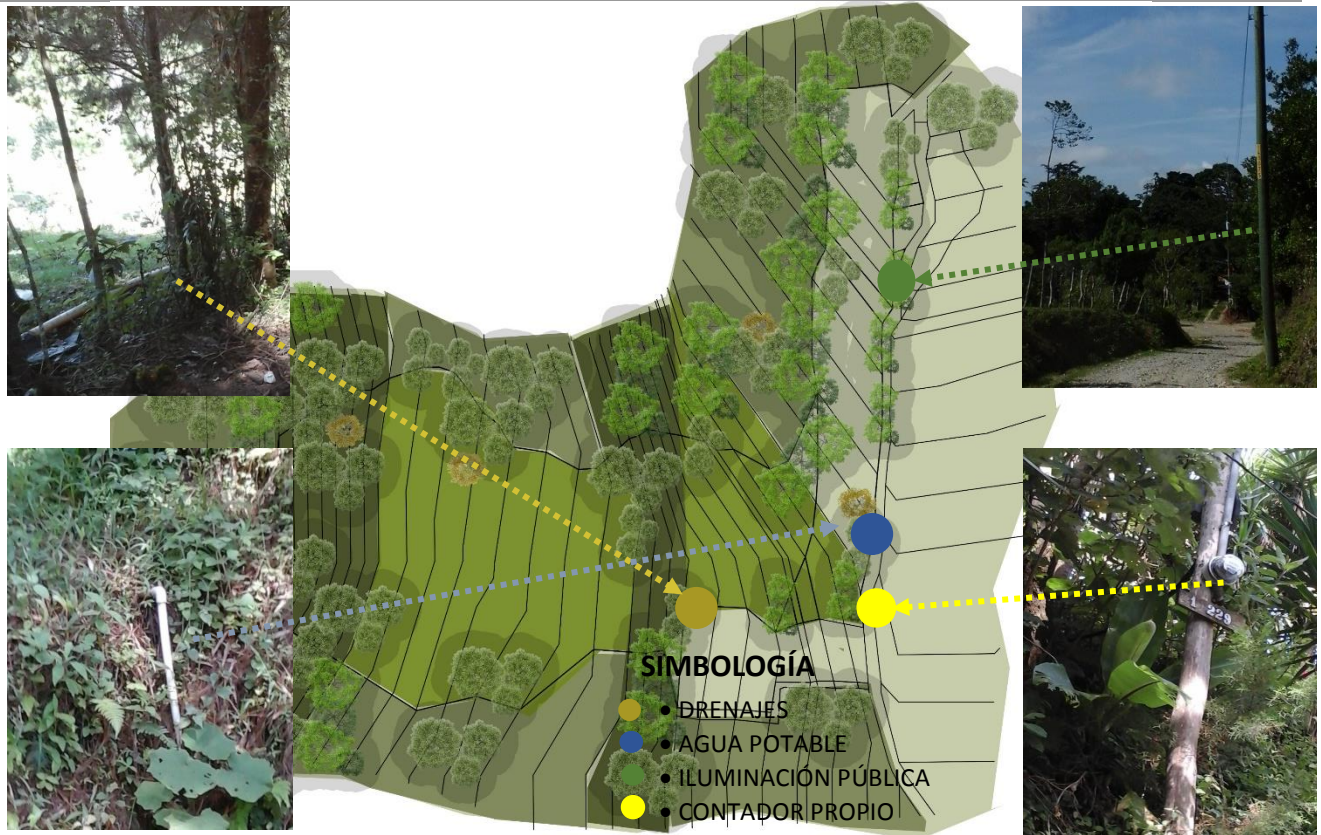 SIMBOLOGÍA
• DRENAJES
• AGUA POTABLE
• ILUMINACIÓN PÚBLICA
• CONTADOR PROPIO